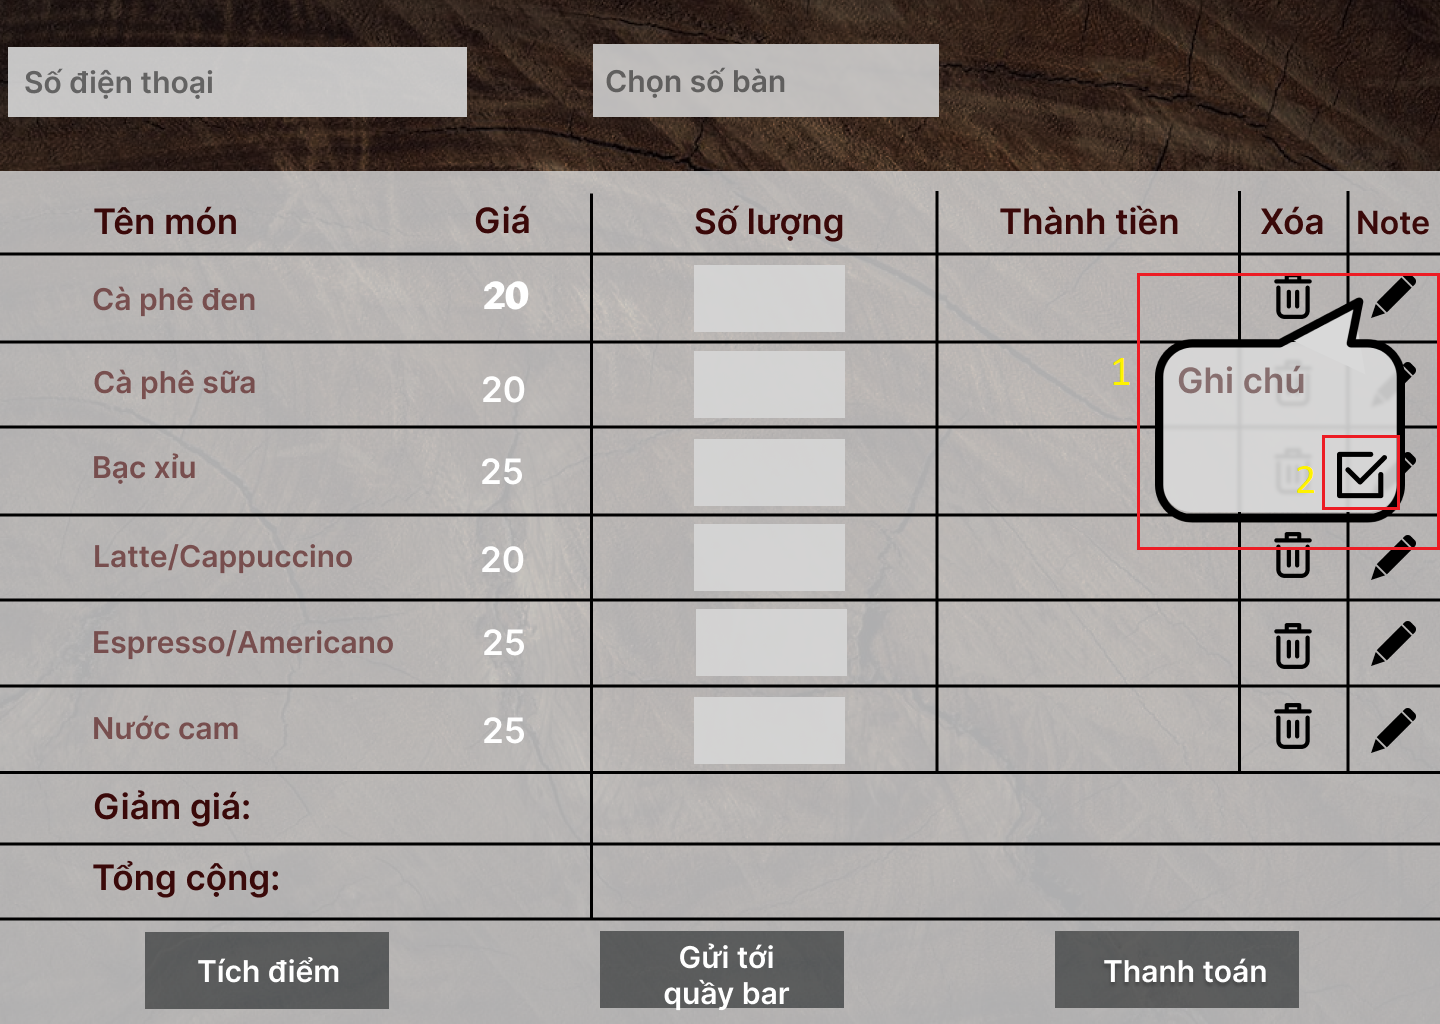 Số điện thoại
Chọn số bàn
Tên món Giá Số lượng Thành tiền Xóa Note
Cà phê đen 20
1
Cà phê sữa 20
Ghi chú
Bạc xỉu 25
2
Latte/Cappuccino 20
Espresso/Americano 25
Nước cam 25
Giảm giá:
Tổng cộng:
Tích điểm
Gửi tới
quầy bar
Thanh toán